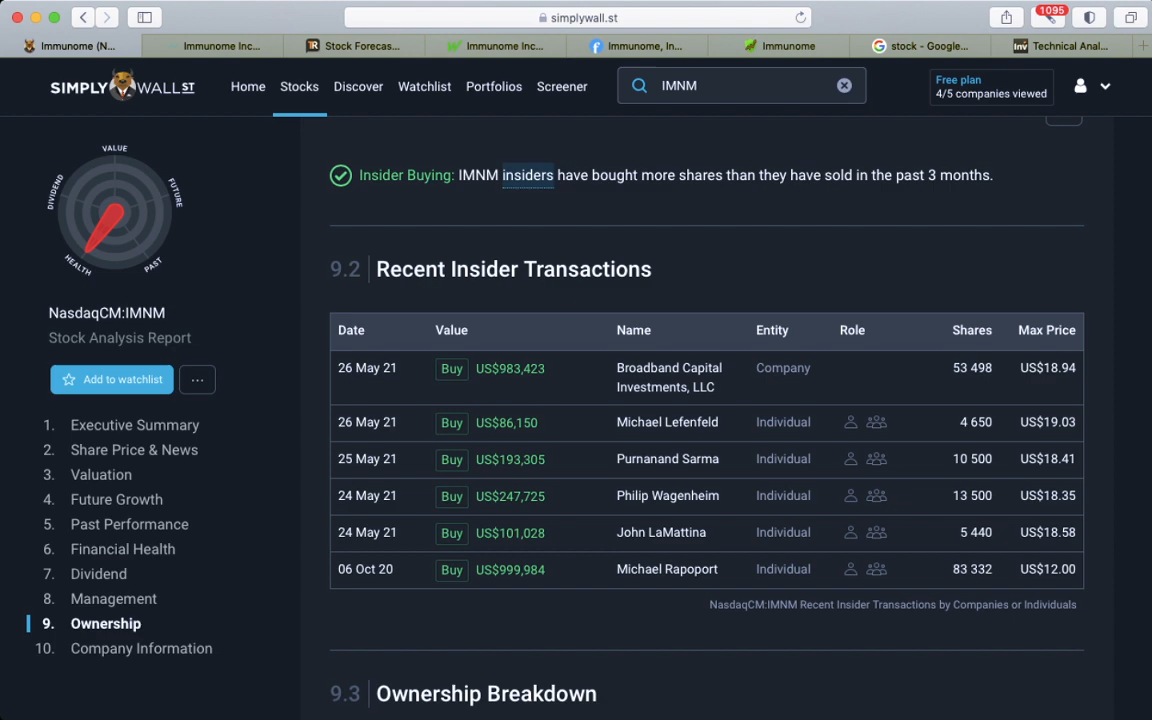 simplywall.st
1095
Immunome (N... Immunome Inc... Stock Forecas... Immunome Inc... Immunome, In... Immunome stock - Google... Technical Anal...
SIMPLY WALL ST Home Stocks Discover Watchlist Portfolios Screener IMNM Free plan
4/5 companies viewed
VALUE
FUTURE
PAST
HEALTH
DIVIDEND
NasdaqCM:IMNM
Stock Analysis Report
Add to watchlist ...
1. Executive Summary
2. Share Price & News
3. Valuation
4. Future Growth
5. Past Performance
6. Financial Health
7. Dividend
8. Management
9. Ownership
10. Company Information
Insider Buying: IMNM insiders have bought more shares than they have sold in the past 3 months.
9.2 Recent Insider Transactions
Date Value Name Entity Role Shares Max Price
26 May 21 Buy US$983,423 Broadband Capital Company 53 498 US$18.94
Investments, LLC
26 May 21 Buy US$86,150 Michael Lefenfeld Individual 4 650 US$19.03
25 May 21 Buy US$193,305 Purnanand Sarma Individual 10 500 US$18.41
24 May 21 Buy US$247,725 Philip Wagenheim Individual 13 500 US$18.35
24 May 21 Buy US$101,028 John LaMattina Individual 5 440 US$18.58
06 Oct 20 Buy US$999,984 Michael Rapoport Individual 83 332 US$12.00
NasdaqCM:IMNM Recent Insider Transactions by Companies or Individuals
9.3 Ownership Breakdown